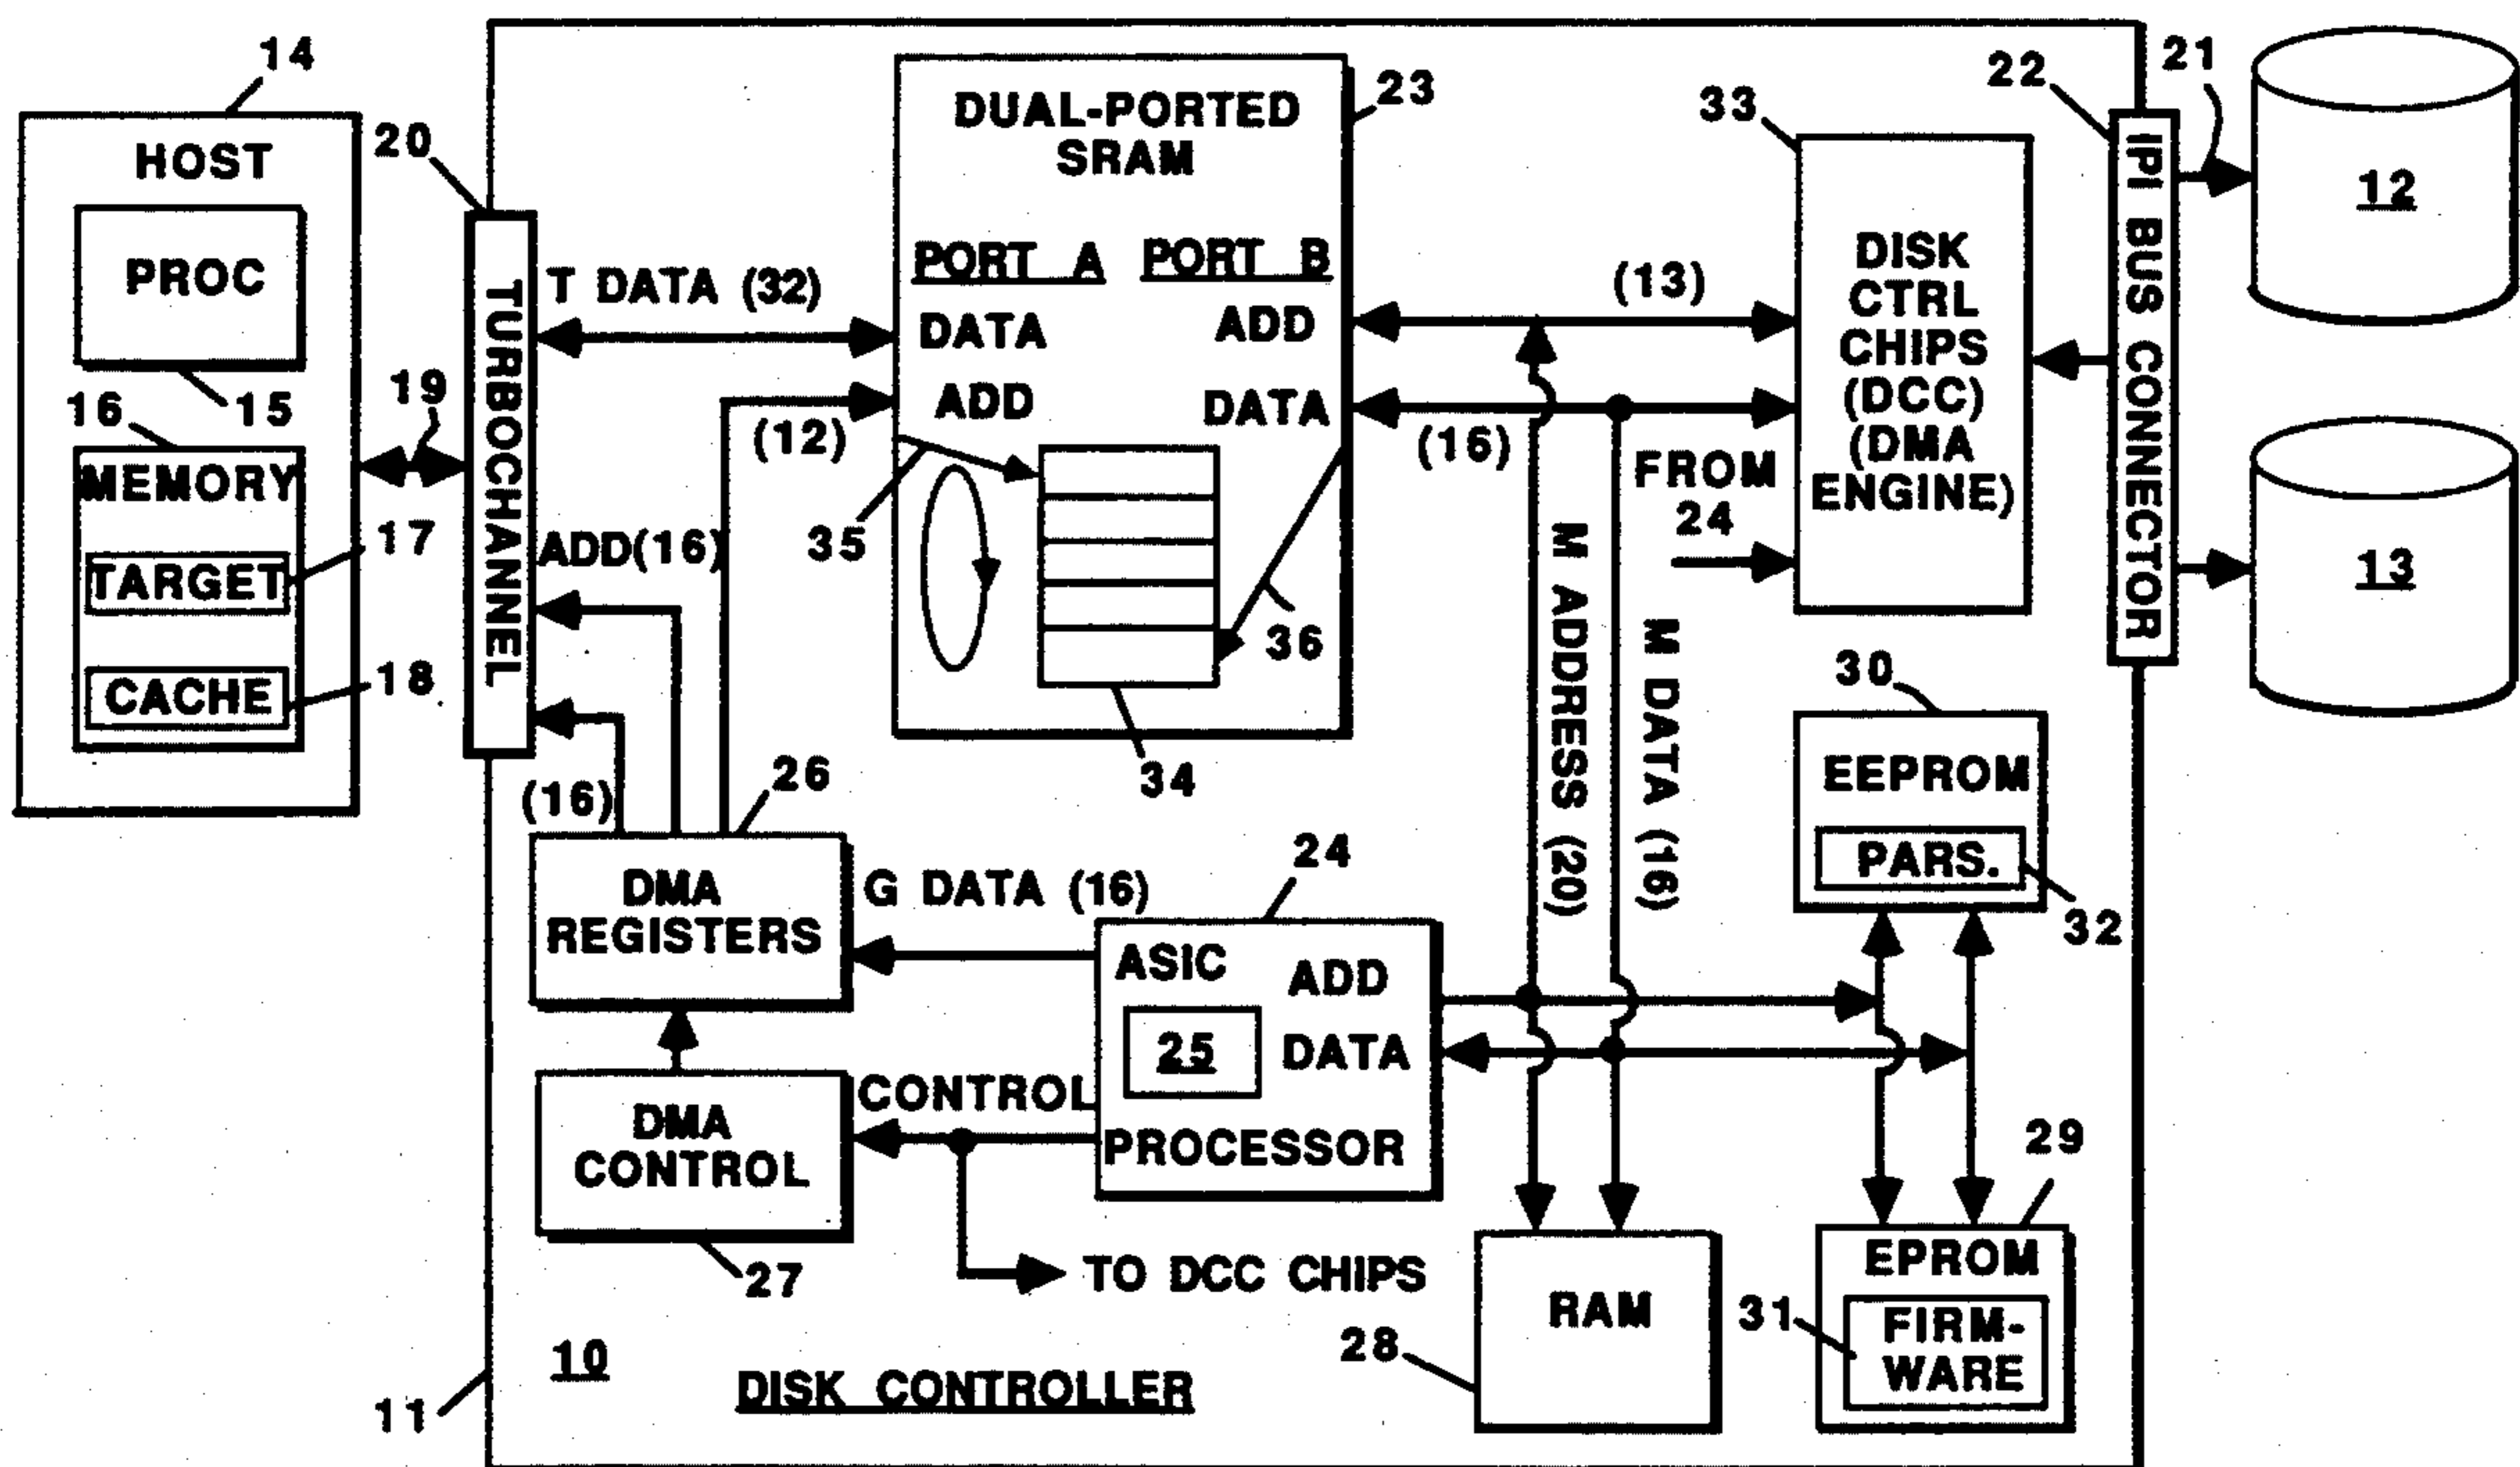 14
HOST
PROC
15
16
MEMORY
17
TARGET
18
CACHE
19
20
TURBOCHANNEL
T DATA (32)
ADD(16)
(16)
(12)
DUAL-PORTED
SRAM
23
PORT A
PORT B
DATA
ADD
ADD
DATA
35
36
34
(13)
(16)
FROM
24
M ADDRESS (20)
M DATA (16)
33
DISK
CTRL
CHIPS
(DCC)
(DMA
ENGINE)
22
IPI BUS CONNECTOR
21
12
13
30
EEPROM
PARS.
32
26
DMA
REGISTERS
G DATA (16)
24
ASIC
ADD
25
DATA
PROCESSOR
CONTROL
DMA
CONTROL
27
TO DCC CHIPS
28
RAM
29
EPROM
31
FIRM-
WARE
10
DISK CONTROLLER
11